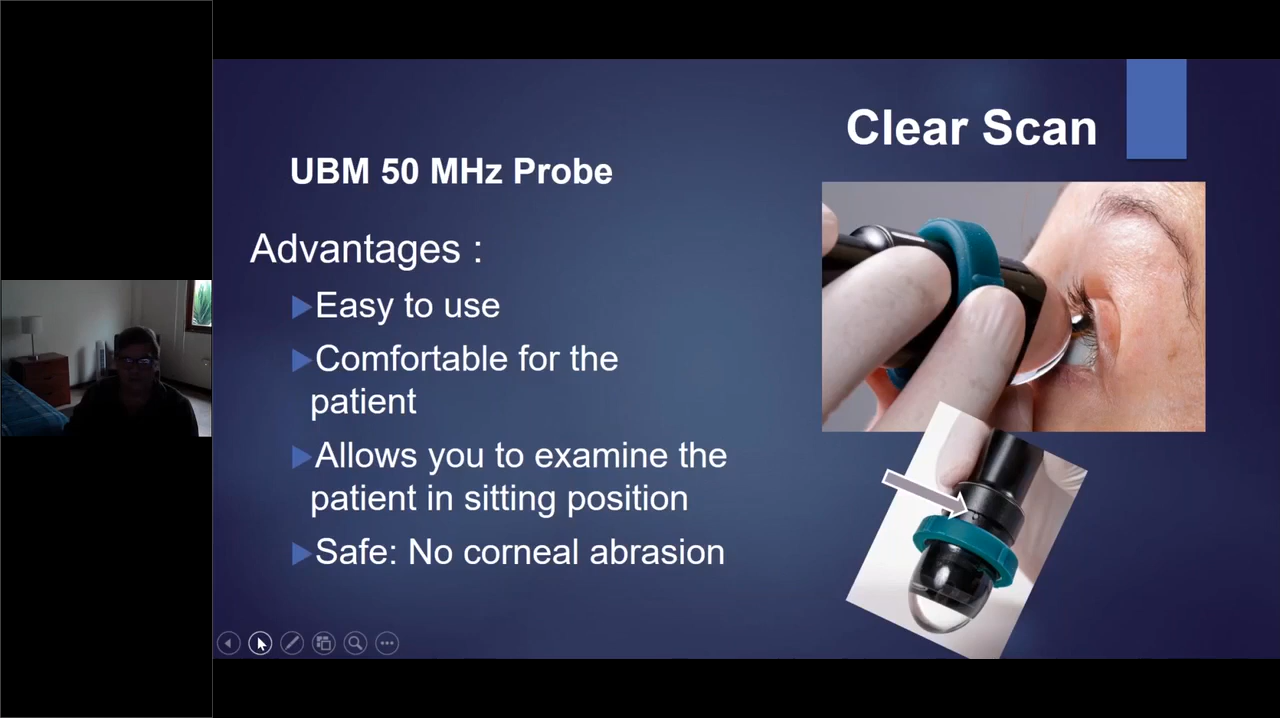 Clear Scan
UBM 50 MHz Probe
Advantages :
Easy to use
Comfortable for the
patient
Allows you to examine the
patient in sitting position
Safe: No corneal abrasion